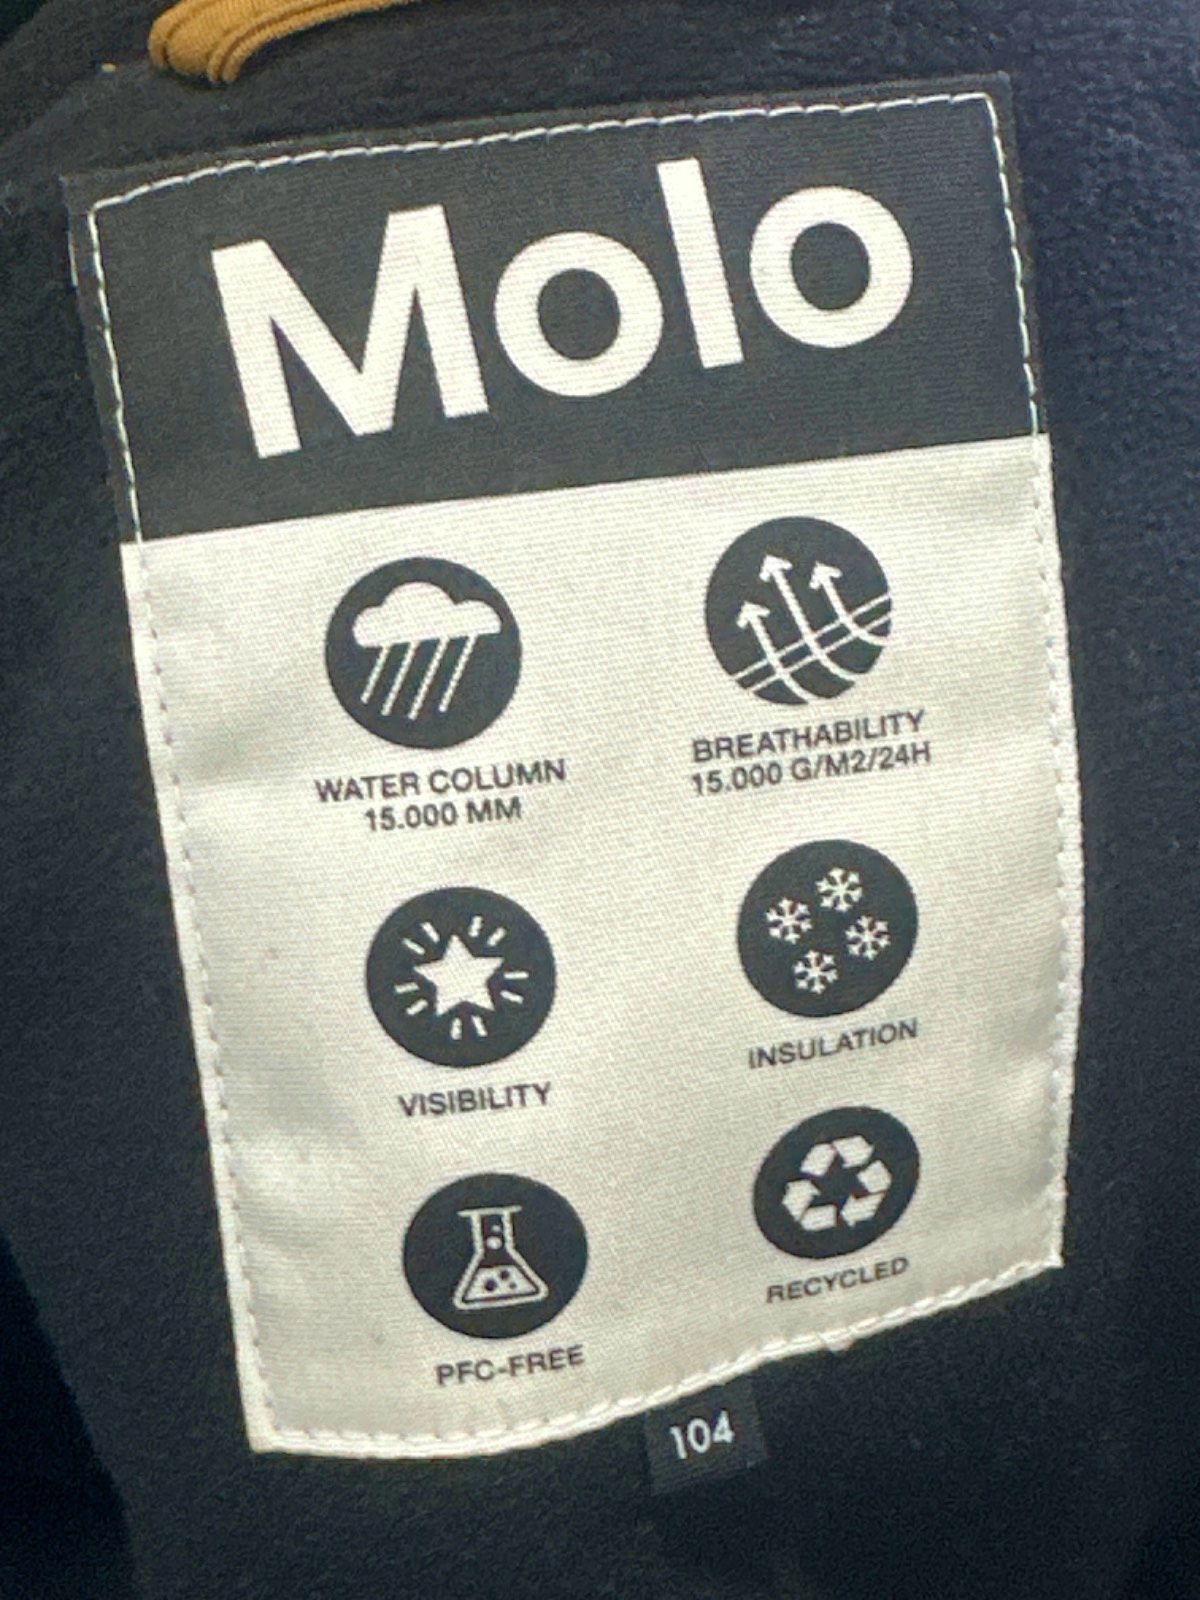 Molo
WATER COLUMN
15.000 MM
BREATHABILITY
15.000 G/M2/24H
VISIBILITY
INSULATION
PFC-FREE
RECYCLED
104